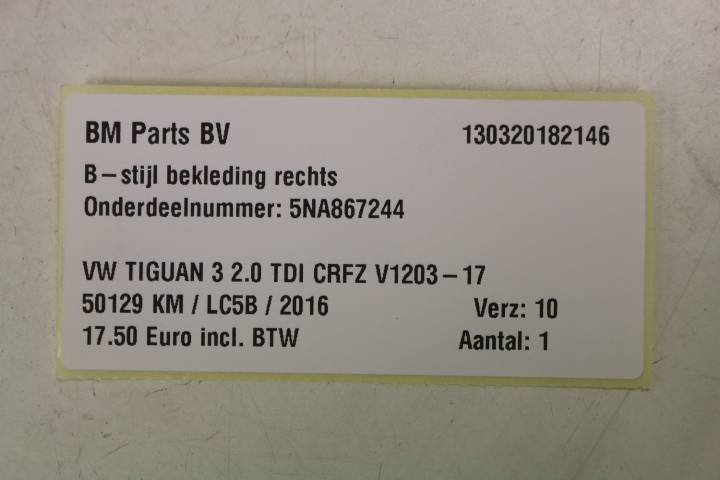 BM Parts BV 130320182146
B-stijl bekleding rechts
Onderdeelnummer: 5NA867244
VW TIGUAN 3 2.0 TDI CRFZ V1203-17
50129 KM / LC5B / 2016 Verz: 10
17.50 Euro incl. BTW Aantal: 1